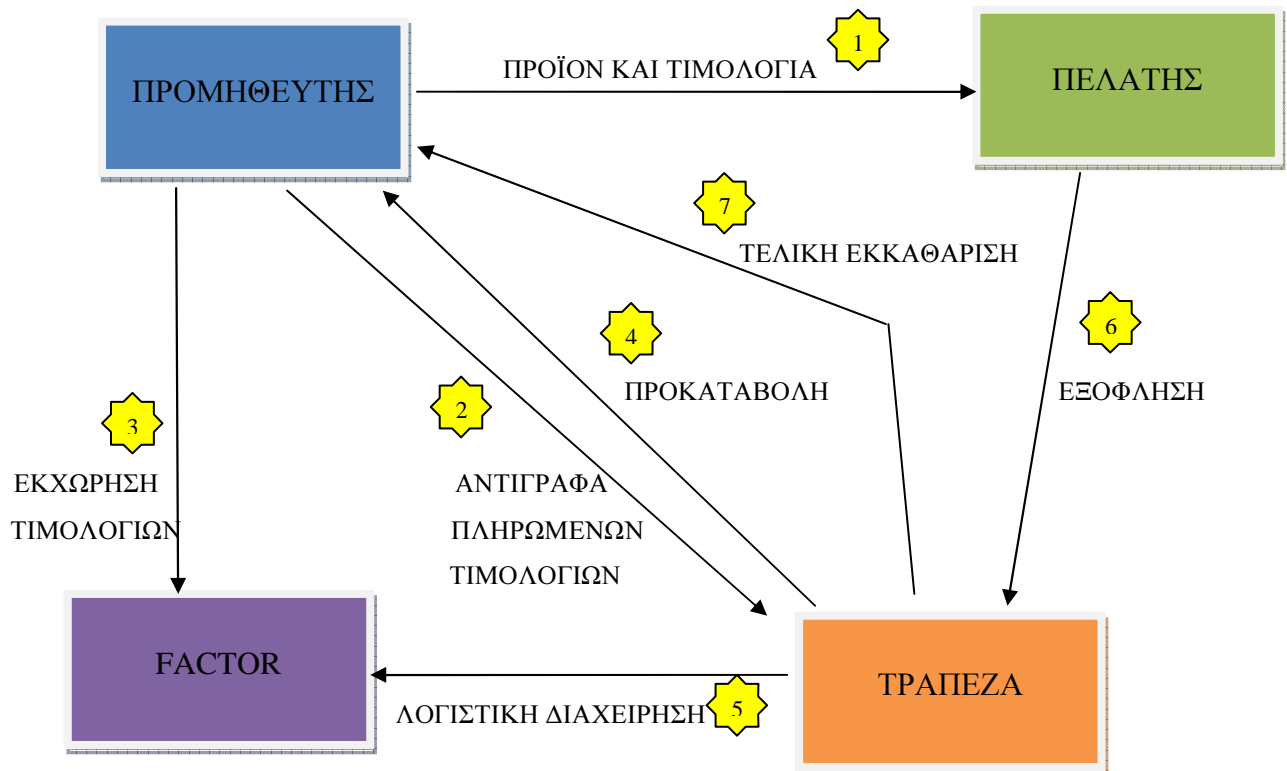 1
ΠΡΟΪΟΝ ΚΑΙ ΤΙΜΟΛΟΓΙΑ
ΠΡΟΜΗΘΕΥΤΗΣ
ΠΕΛΑΤΗΣ
7
ΤΕΛΙΚΗ ΕΚΚΑΘΑΡΙΣΗ
4
6
ΠΡΟΚΑΤΑΒΟΛΗ
ΕΞΟΦΛΗΣΗ
3
2
ΕΚΧΩΡΗΣΗ
ΤΙΜΟΛΟΓΙΩΝ
ΑΝΤΙΓΡΑΦΑ
ΠΛΗΡΩΜΕΝΩΝ
ΤΙΜΟΛΟΓΙΩΝ
FACTOR
ΤΡΑΠΕΖΑ
ΛΟΓΙΣΤΙΚΗ ΔΙΑΧΕΙΡΗΣΗ
5